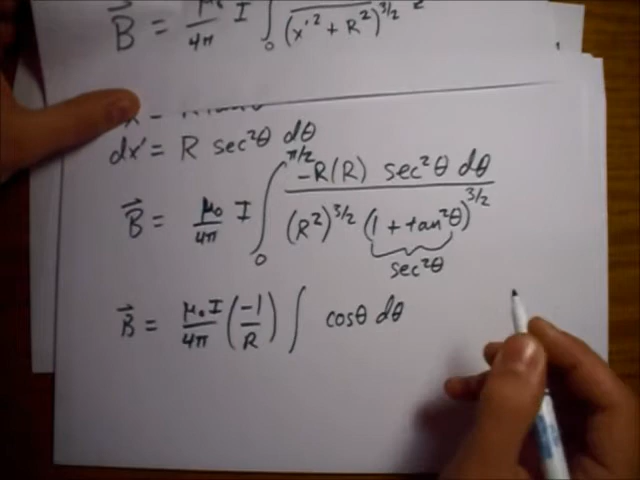 B⃗ = μ₀/4π I ∫₀ /(x'² + R²)^3/2 ẑ
dx' = R sec²θ dθ
B⃗ = μ₀/4π I ∫₀^π/2 -R(R) sec²θ dθ / (R²)^3/2 (1 + tan²θ)^3/2
sec²θ
B⃗ = μ₀I/4π (-1/R) ∫ cosθ dθ